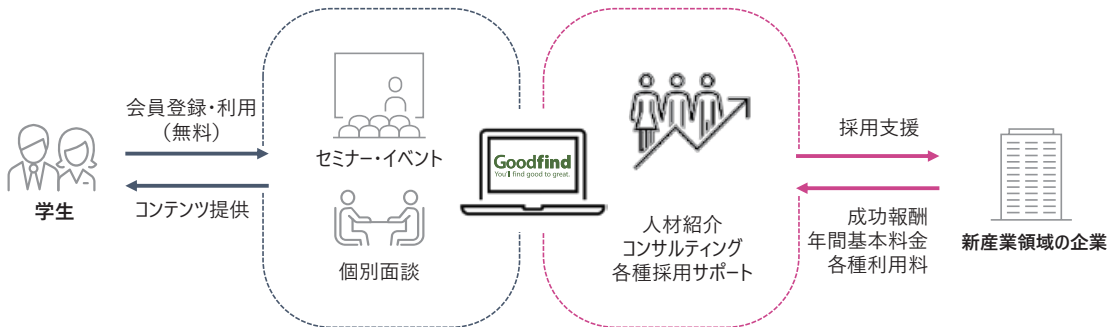 会員登録・利用
(無料)
コンテンツ提供
学生
セミナー・イベント
個別面談
Goodfind
You'll find good to great.
人材紹介
コンサルティング
各種採用サポート
採用支援
成功報酬
年間基本料金
各種利用料
新産業領域の企業